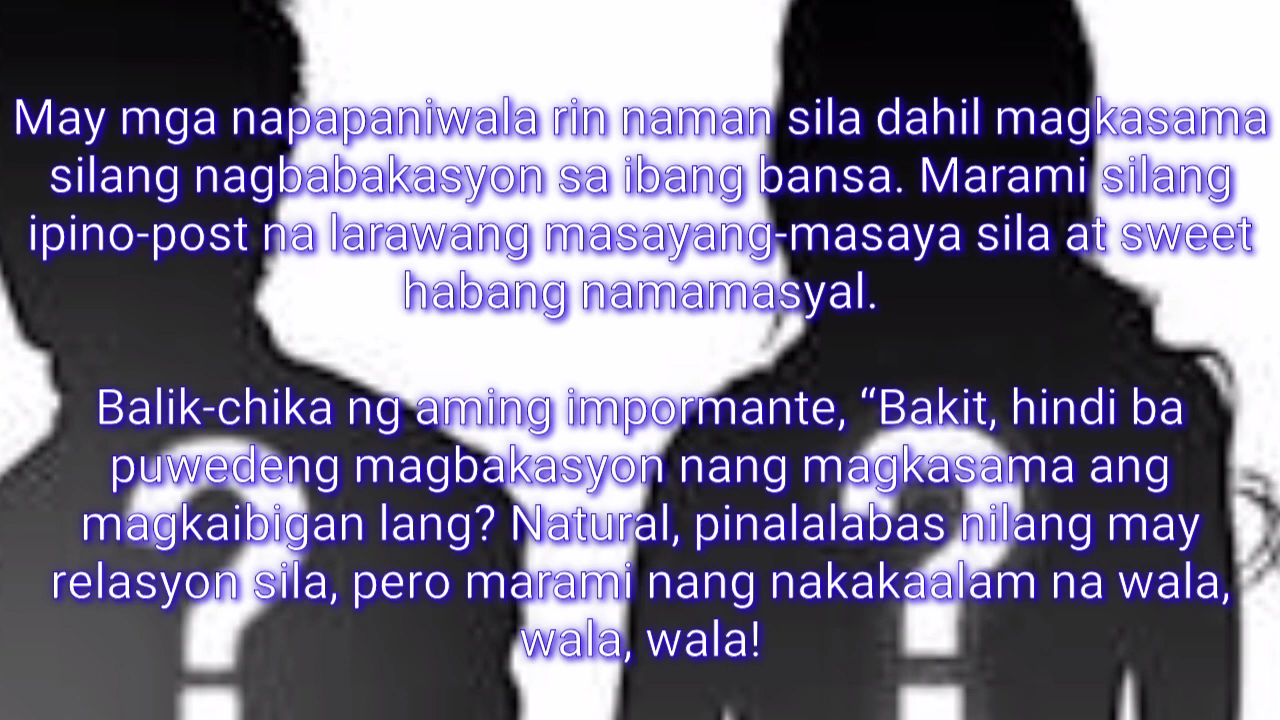 May mga napapaniwala rin naman sila dahil magkasama
silang nagbabakasyon sa ibang bansa. Marami silang
ipino-post na larawang masayang-masaya sila at sweet
habang namamasyal.
Balik-chika ng aming impormante, “Bakit, hindi ba
puwedeng magbakasyon nang magkasama ang
magkaibigan lang? Natural, pinalalabas nilang may
relasyon sila, pero marami nang nakakaalam na wala,
wala, wala!
? ?